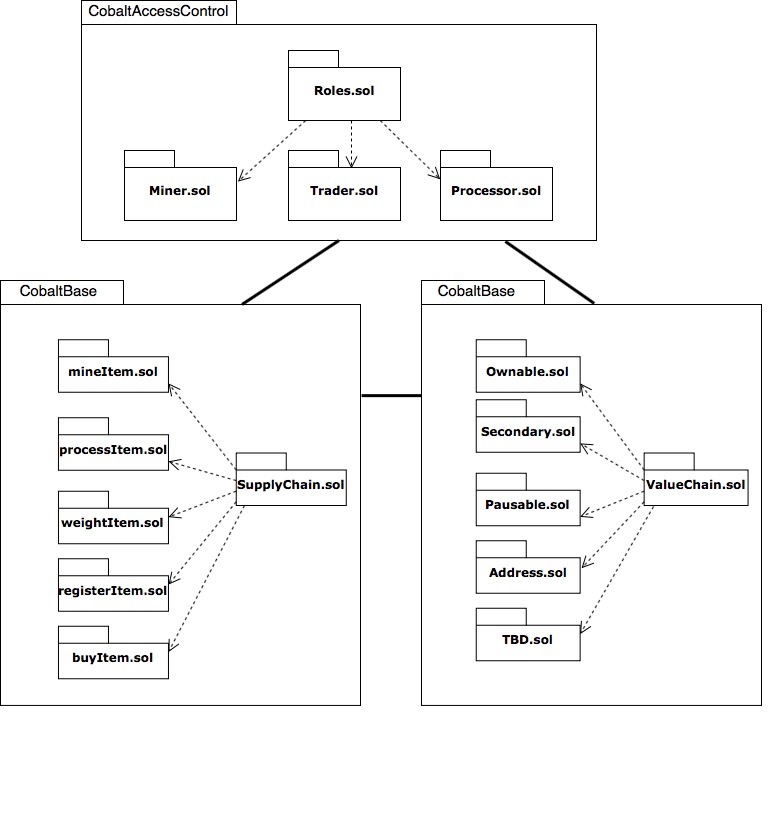 CobaltAccessControl
Roles.sol
Miner.sol
Trader.sol
Processor.sol
CobaltBase
mineItem.sol
processItem.sol
weightItem.sol
registerItem.sol
buyItem.sol
SupplyChain.sol
CobaltBase
Ownable.sol
Secondary.sol
Pausable.sol
Address.sol
TBD.sol
ValueChain.sol